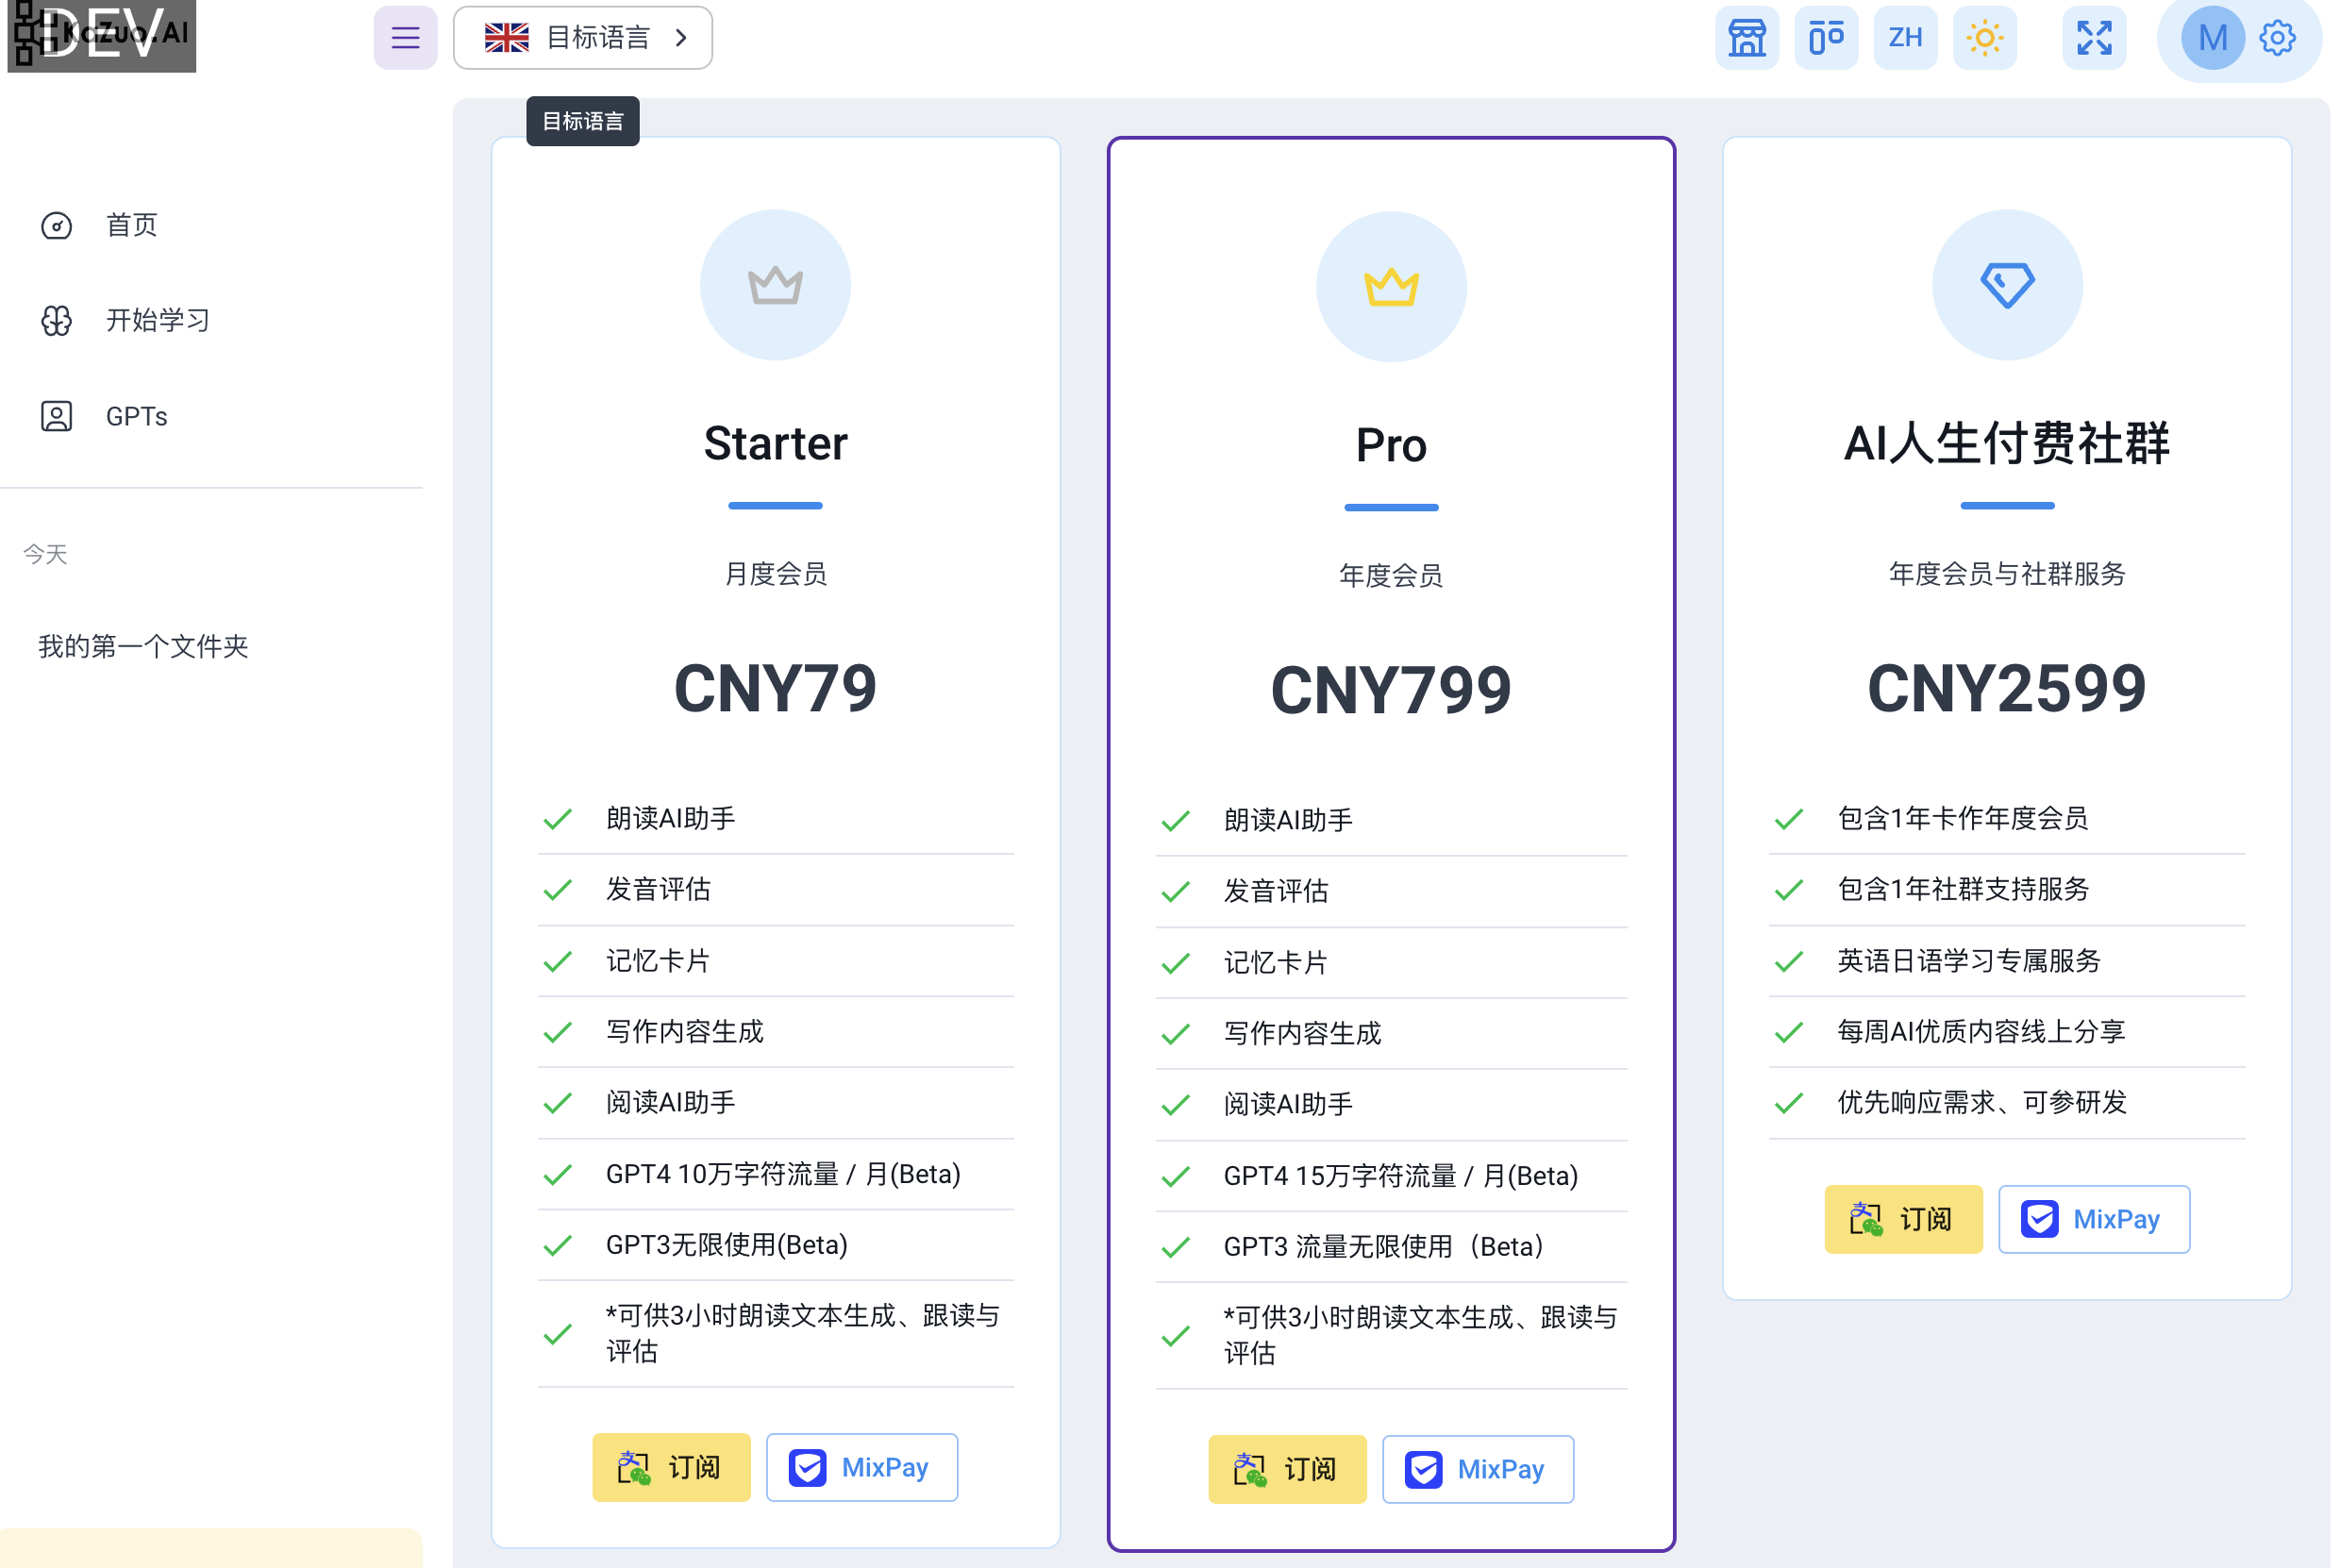 Kazuo.AI
DEV
目标语言
ZH
M
目标语言
首页
开始学习
GPTs
今天
我的第一个文件夹
Starter
月度会员
CNY79
朗读AI助手
发音评估
记忆卡片
写作内容生成
阅读AI助手
GPT4 10万字符流量 / 月(Beta)
GPT3无限使用(Beta)
*可供3小时朗读文本生成、跟读与
评估
订阅
MixPay
Pro
年度会员
CNY799
朗读AI助手
发音评估
记忆卡片
写作内容生成
阅读AI助手
GPT4 15万字符流量 / 月(Beta)
GPT3 流量无限使用（Beta）
*可供3小时朗读文本生成、跟读与
评估
订阅
MixPay
AI人生付费社群
年度会员与社群服务
CNY2599
包含1年卡作年度会员
包含1年社群支持服务
英语日语学习专属服务
每周AI优质内容线上分享
优先响应需求、可参研发
订阅
MixPay